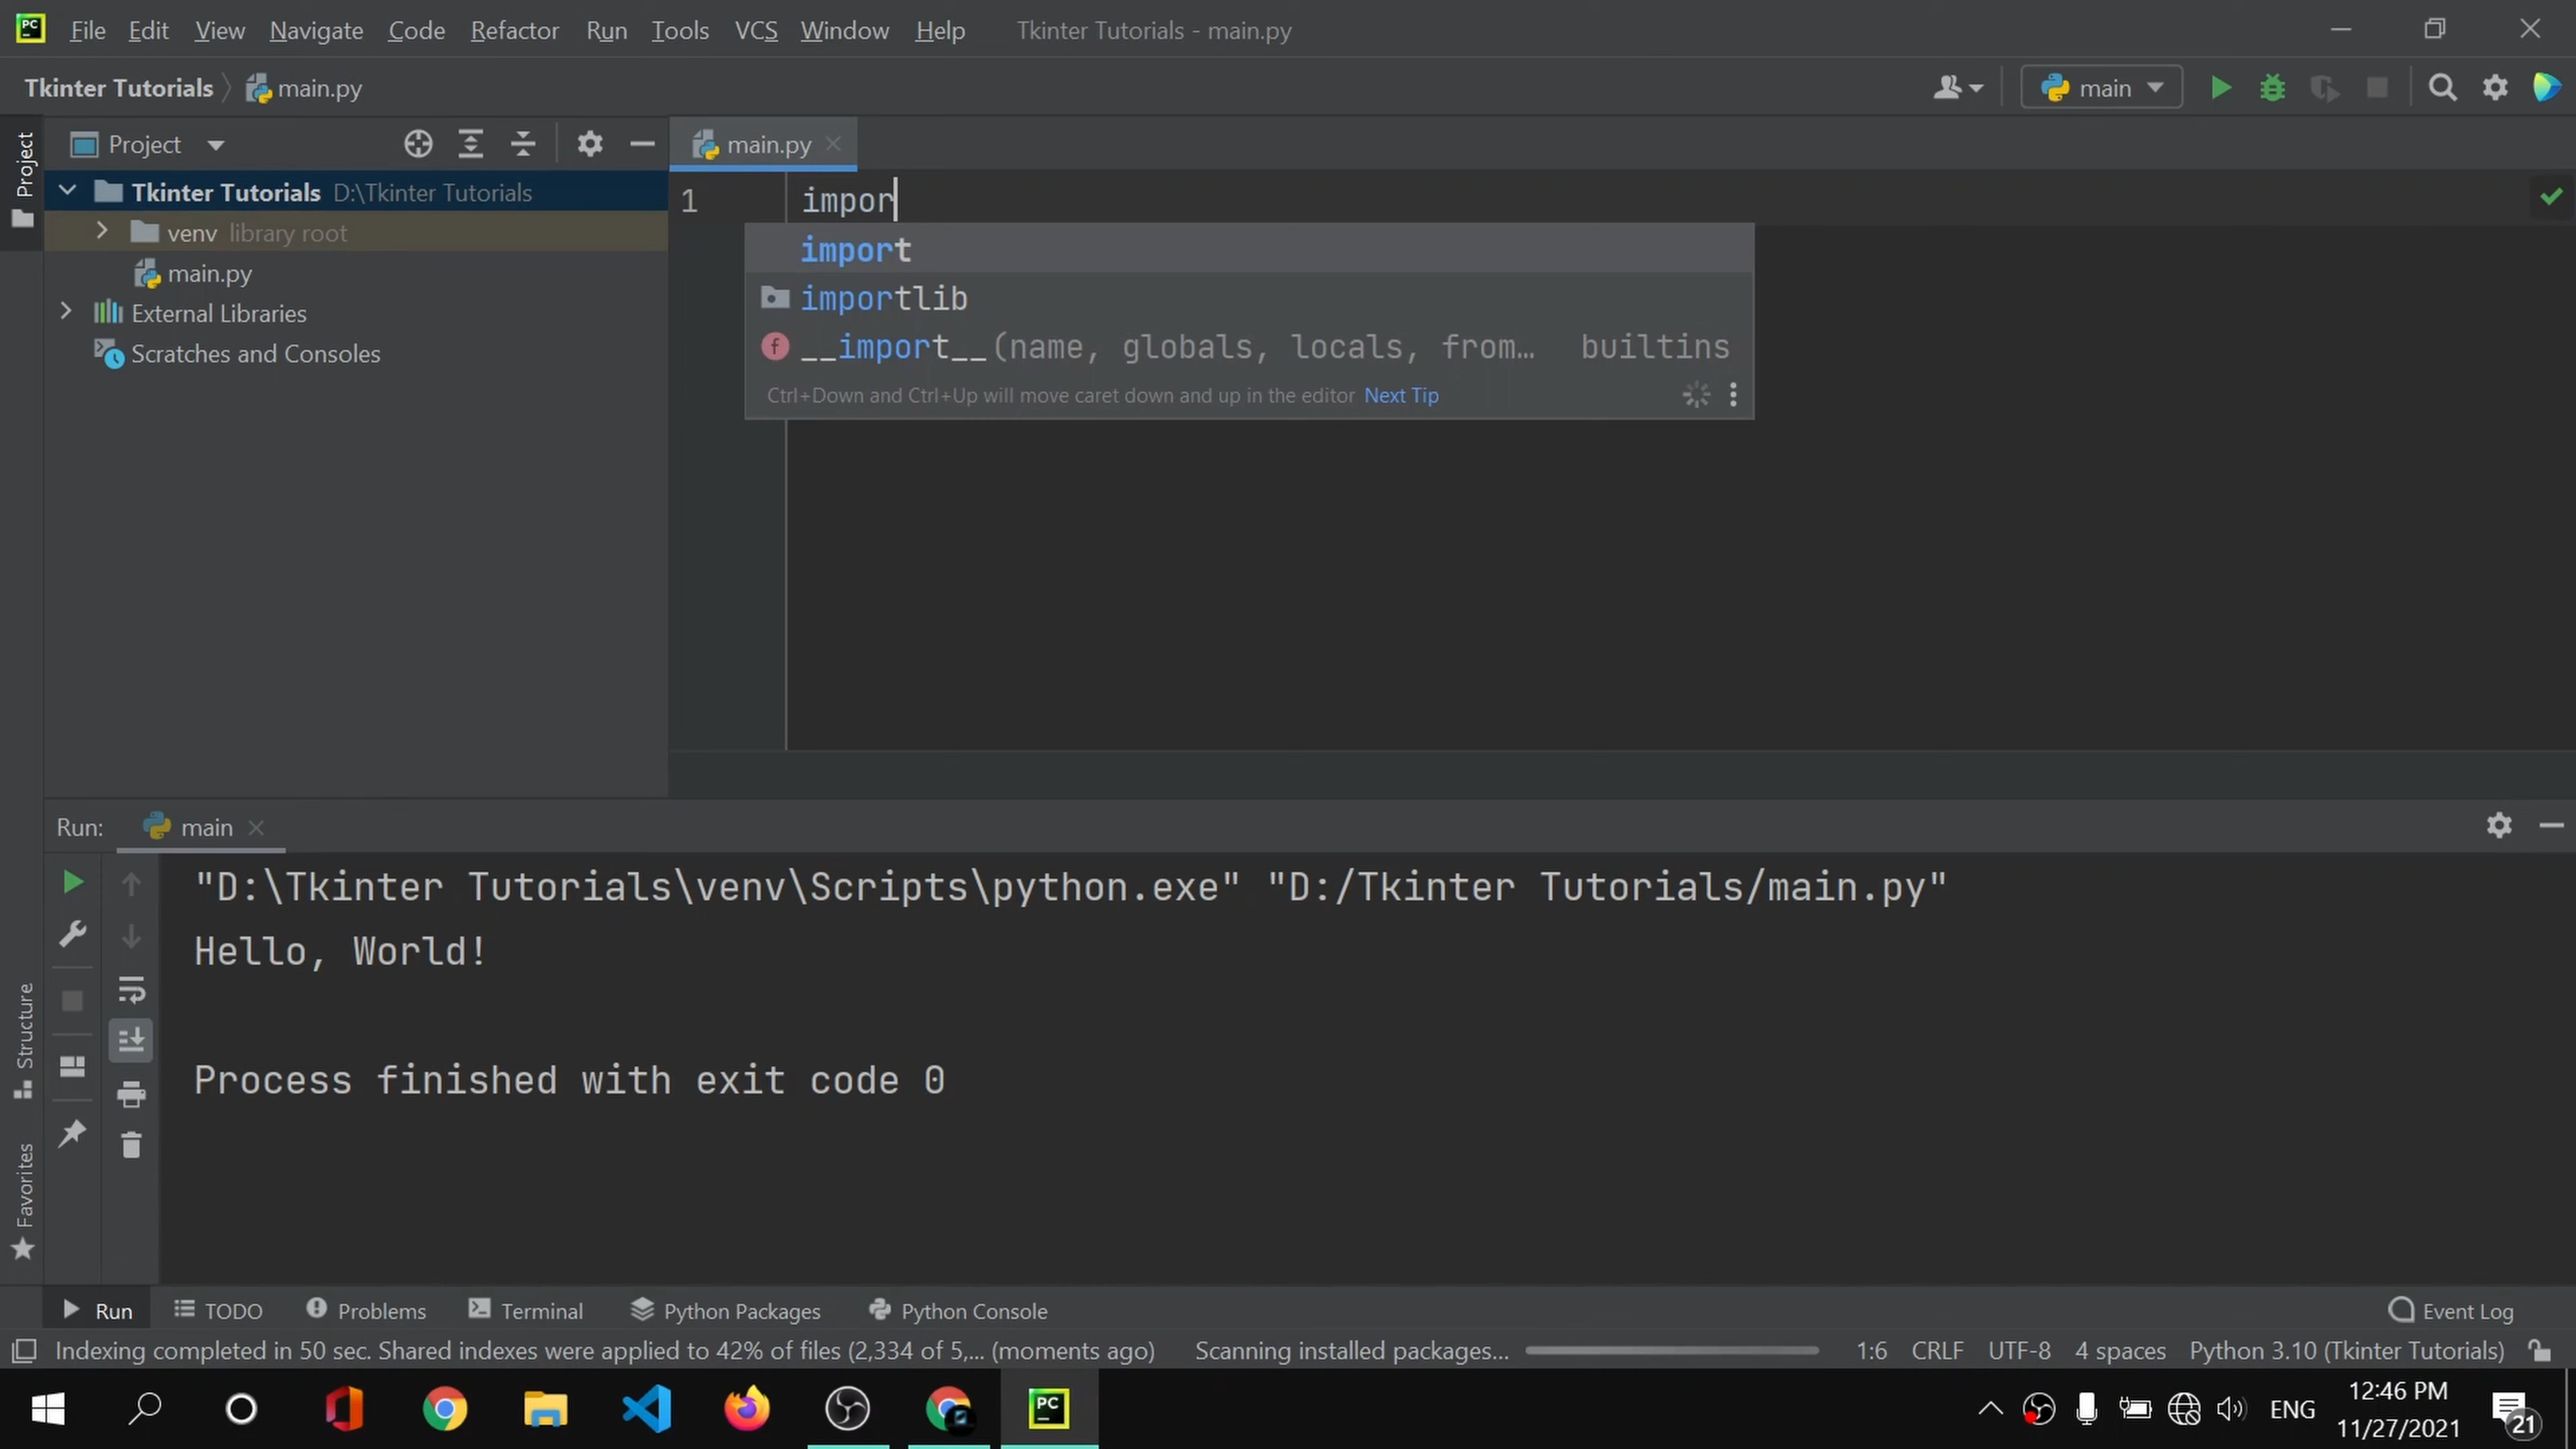 PC File Edit View Navigate Code Refactor Run Tools VCS Window Help Tkinter Tutorials - main.py
Tkinter Tutorials main.py main
Project
Project main.py
Tkinter Tutorials D:\Tkinter Tutorials
venv library root
main.py
External Libraries
Scratches and Consoles
1 impor
import
importlib
f __import__(name, globals, locals, from… builtins
Ctrl+Down and Ctrl+Up will move caret down and up in the editor Next Tip
Run: main
"D:\Tkinter Tutorials\venv\Scripts\python.exe" "D:/Tkinter Tutorials/main.py"
Hello, World!
Process finished with exit code 0
Structure
Favorites
Run TODO Problems Terminal Python Packages Python Console Event Log
Indexing completed in 50 sec. Shared indexes were applied to 42% of files (2,334 of 5,... (moments ago) Scanning installed packages... 1:6 CRLF UTF-8 4 spaces Python 3.10 (Tkinter Tutorials)
PC ENG 12:46 PM
11/27/2021 21